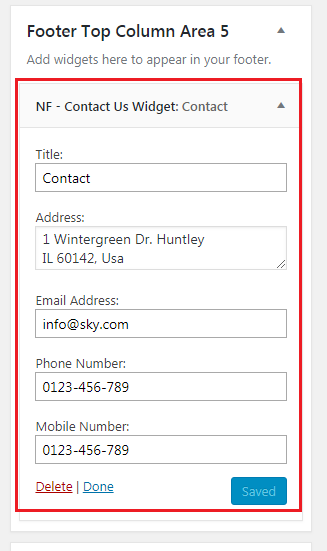 Footer Top Column Area 5
Add widgets here to appear in your footer.
NF - Contact Us Widget: Contact
Title:
Contact
Address:
1 Wintergreen Dr. Huntley
IL 60142, Usa
Email Address:
info@sky.com
Phone Number:
0123-456-789
Mobile Number:
0123-456-789
Delete | Done
Saved